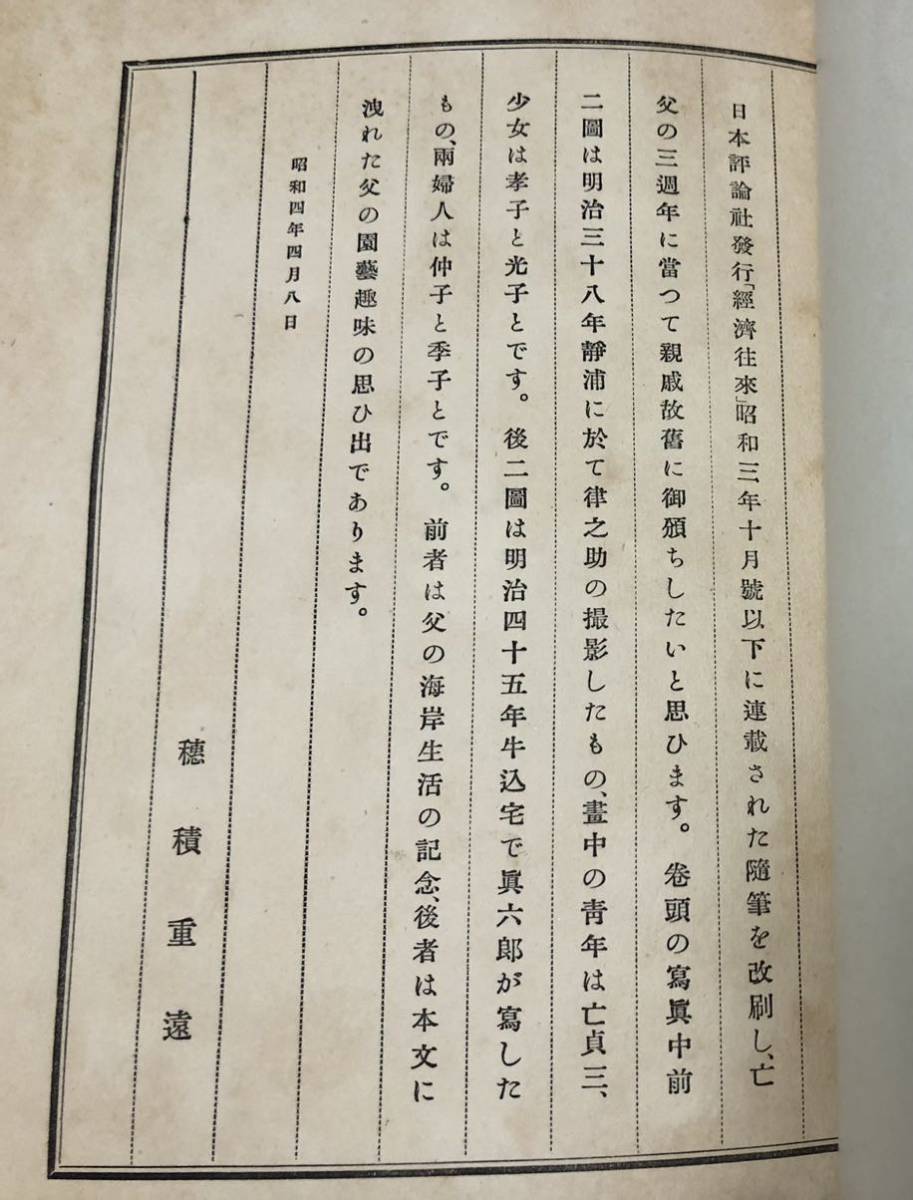 日本評論社發行「經濟往來」昭和三年十月號以下に連載された隨筆を改刷し、亡
父の三週年に當つて親戚故舊に御頒ちしたいと思ひます。卷頭の寫眞中前
二圖は明治三十八年靜浦に於て律之助の撮影したもの、畫中の靑年は亡貞三、
少女は孝子と光子とです。後二圖は明治四十五年牛込宅で眞六郎が寫した
もの、兩婦人は仲子と季子とです。前者は父の海岸生活の記念、後者は本文に
洩れた父の園藝趣味の思ひ出であります。
昭和四年四月八日
穗積重遠